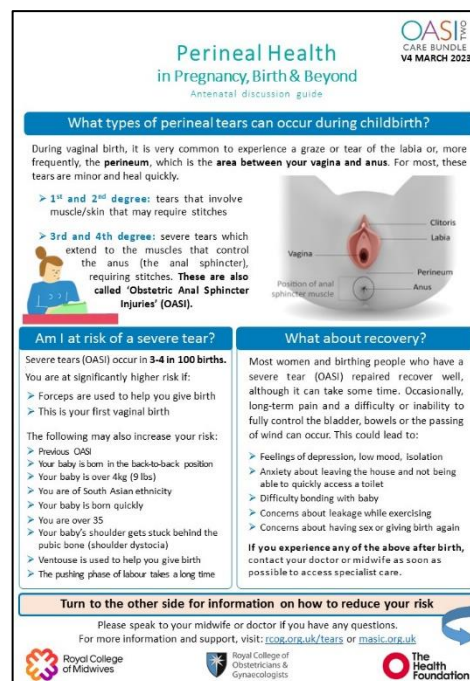 OASI TWO
CARE BUNDLE
V4 MARCH 2023
Perineal Health
in Pregnancy, Birth & Beyond
Antenatal discussion guide
What types of perineal tears can occur during childbirth?
During vaginal birth, it is very common to experience a graze or tear of the labia or, more
frequently, the perineum, which is the area between your vagina and anus. For most, these
tears are minor and heal quickly.
➢ 1st and 2nd degree: tears that involve
muscle/skin that may require stitches
➢ 3rd and 4th degree: severe tears which
extend to the muscles that control
the anus (the anal sphincter),
requiring stitches. These are also
called 'Obstetric Anal Sphincter
Injuries' (OASI).
Clitoris
Labia
Vagina
Perineum
Position of anal
sphincter muscle
Anus
Am I at risk of a severe tear?
Severe tears (OASI) occur in 3-4 in 100 births.
You are at significantly higher risk if:
➢ Forceps are used to help you give birth
➢ This is your first vaginal birth
The following may also increase your risk:
➢ Previous OASI
➢ Your baby is born in the back-to-back position
➢ Your baby is over 4kg (9 lbs)
➢ You are of South Asian ethnicity
➢ Your baby is born quickly
➢ You are over 35
➢ Your baby's shoulder gets stuck behind the
pubic bone (shoulder dystocia)
➢ Ventouse is used to help you give birth
➢ The pushing phase of labour takes a long time
What about recovery?
Most women and birthing people who have a
severe tear (OASI) repaired recover well,
although it can take some time. Occasionally,
long-term pain and a difficulty or inability to
fully control the bladder, bowels or the passing
of wind can occur. This could lead to:
➢ Feelings of depression, low mood, isolation
➢ Anxiety about leaving the house and not being
able to quickly access a toilet
➢ Difficulty bonding with baby
➢ Concerns about leakage while exercising
➢ Concerns about having sex or giving birth again
If you experience any of the above after birth,
contact your doctor or midwife as soon as
possible to access specialist care.
Turn to the other side for information on how to reduce your risk
Please speak to your midwife or doctor if you have any questions.
For more information and support, visit: rcog.org.uk/tears or masic.org.uk
Royal College
of Midwives
Royal College of
Obstetricians &
Gynaecologists
The
Health
Foundation